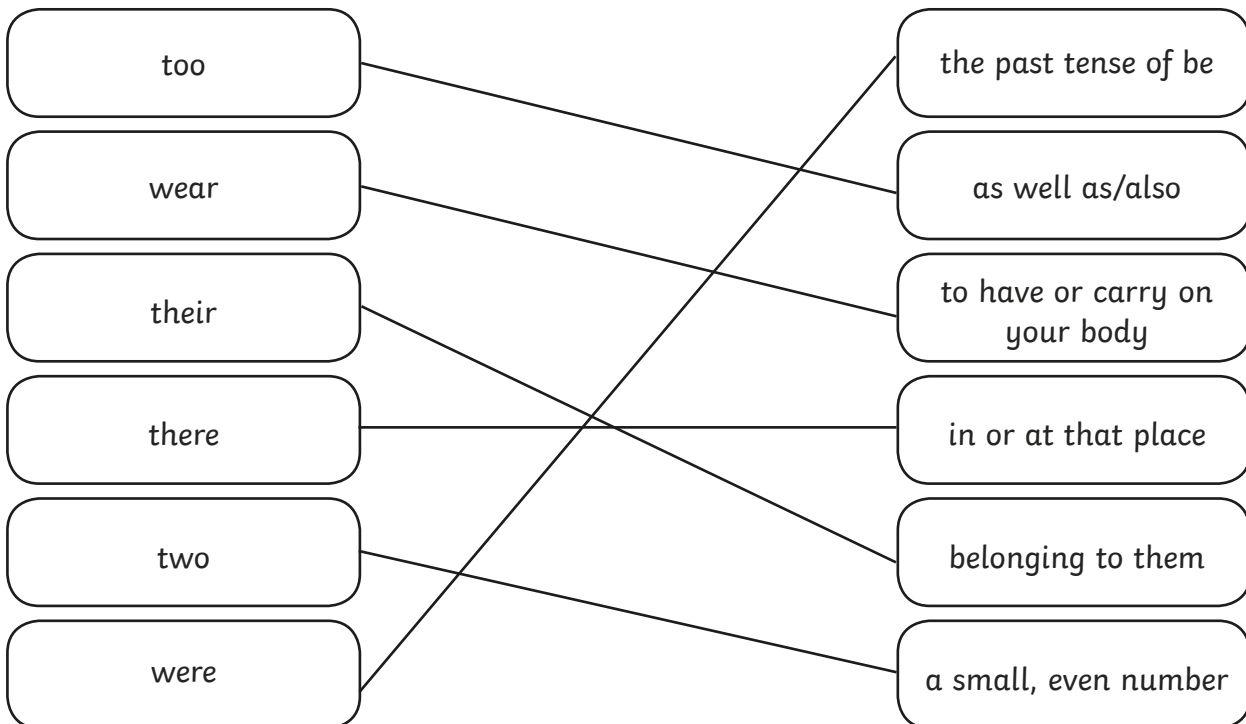 too
wear
their
there
two
were
the past tense of be
as well as/also
to have or carry on
your body
in or at that place
belonging to them
a small, even number